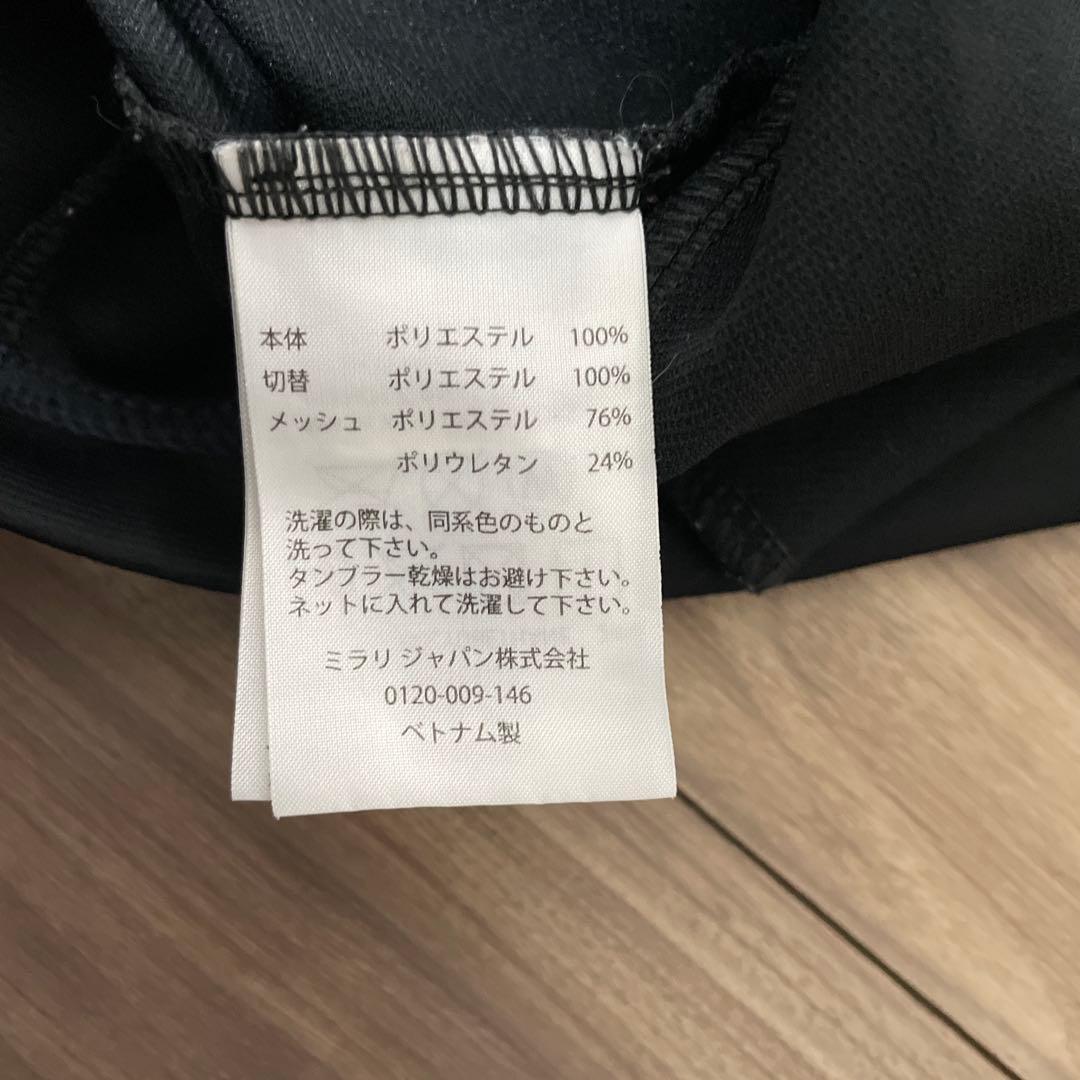 本体 ポリエステル 100%
切替 ポリエステル 100%
メッシュ ポリエステル 76%
ポリウレタン 24%
洗濯の際は、同系色のものと
洗って下さい。
タンブラー乾燥はお避け下さい。
ネットに入れて洗濯して下さい。
ミラリ ジャパン株式会社
0120-009-146
ベトナム製